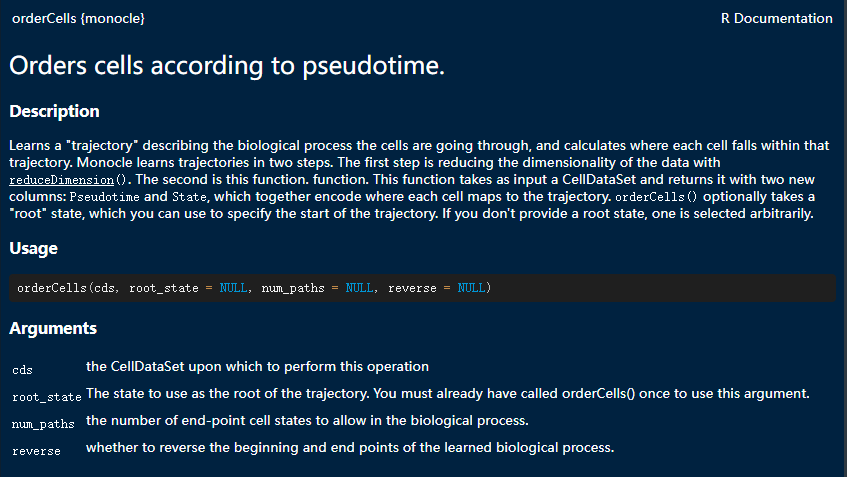 orderCells {monocle}
R Documentation
Orders cells according to pseudotime.
Description
Learns a "trajectory" describing the biological process the cells are going through, and calculates where each cell falls within that
trajectory. Monocle learns trajectories in two steps. The first step is reducing the dimensionality of the data with
reduceDimension(). The second is this function. function. This function takes as input a CellDataSet and returns it with two new
columns: Pseudotime and State, which together encode where each cell maps to the trajectory. orderCells() optionally takes a
"root" state, which you can use to specify the start of the trajectory. If you don't provide a root state, one is selected arbitrarily.
Usage
orderCells(cds, root_state = NULL, num_paths = NULL, reverse = NULL)
Arguments
cds the CellDataSet upon which to perform this operation
root_state The state to use as the root of the trajectory. You must already have called orderCells() once to use this argument.
num_paths the number of end-point cell states to allow in the biological process.
reverse whether to reverse the beginning and end points of the learned biological process.